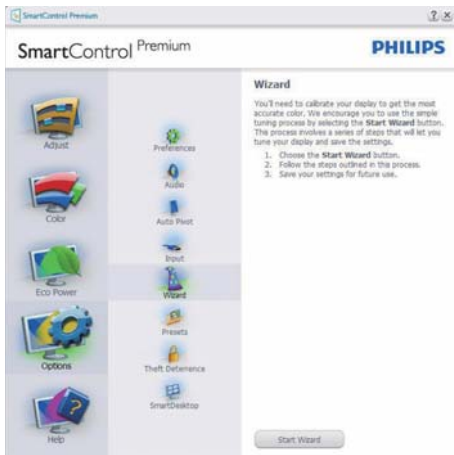 SmartControl Premium
SmartControl Premium
PHILIPS
Adjust
Color
Eco Power
Options
Help
Preferences
Audio
Auto Pivot
Input
Wizard
Presets
Theft Deterrence
SmartDesktop
Wizard
You'll need to calibrate your display to get the most
accurate color. We encourage you to use the simple
tuning process by selecting the Start Wizard button.
This process involves a series of steps that will let you
tune your display and save the settings.
1. Choose the Start Wizard button.
2. Follow the steps outlined in this process.
3. Save your settings for future use.
Start Wizard